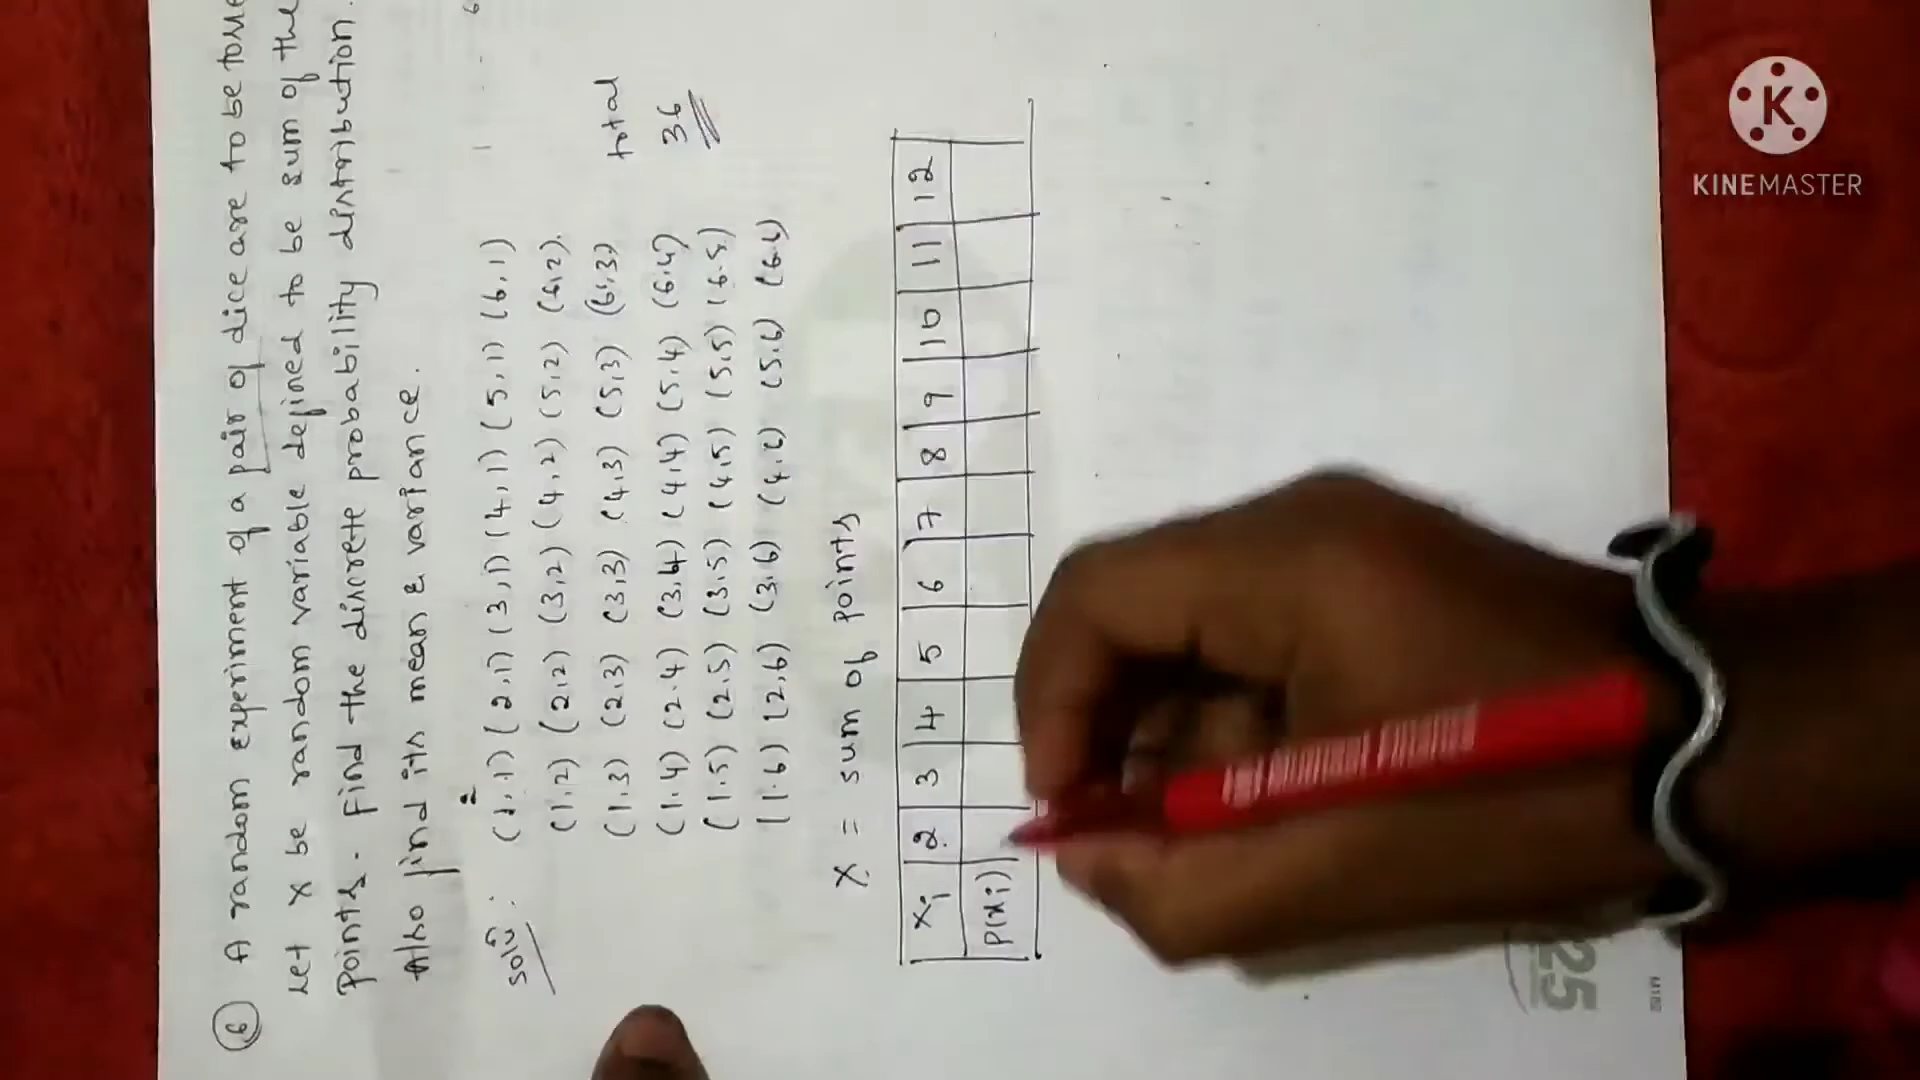 6 A random experiment of a pair of dice are to be
Let X be random variable defined to be sum of the
points. Find the discrete probability distribution.
Also find its mean & variance.
soln:
(1,1) (2,1) (3,1) (4,1) (5,1) (6,1)
(1,2) (2,2) (3,2) (4,2) (5,2) (6,2)
(1,3) (2,3) (3,3) (4,3) (5,3) (6,3)
(1,4) (2,4) (3,4) (4,4) (5,4) (6,4)
(1,5) (2,5) (3,5) (4,5) (5,5) (6,5)
(1,6) (2,6) (3,6) (4,6) (5,6) (6,6)
total
36
X = sum of points
xi 2 3 4 5 6 7 8 9 10 11 12
P(xi)
KINEMASTER
25